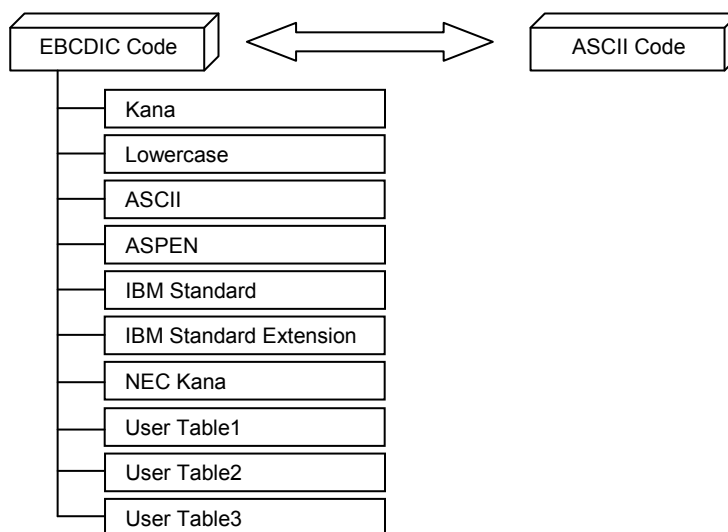 EBCDIC Code
ASCII Code
Kana
Lowercase
ASCII
ASPEN
IBM Standard
IBM Standard Extension
NEC Kana
User Table1
User Table2
User Table3